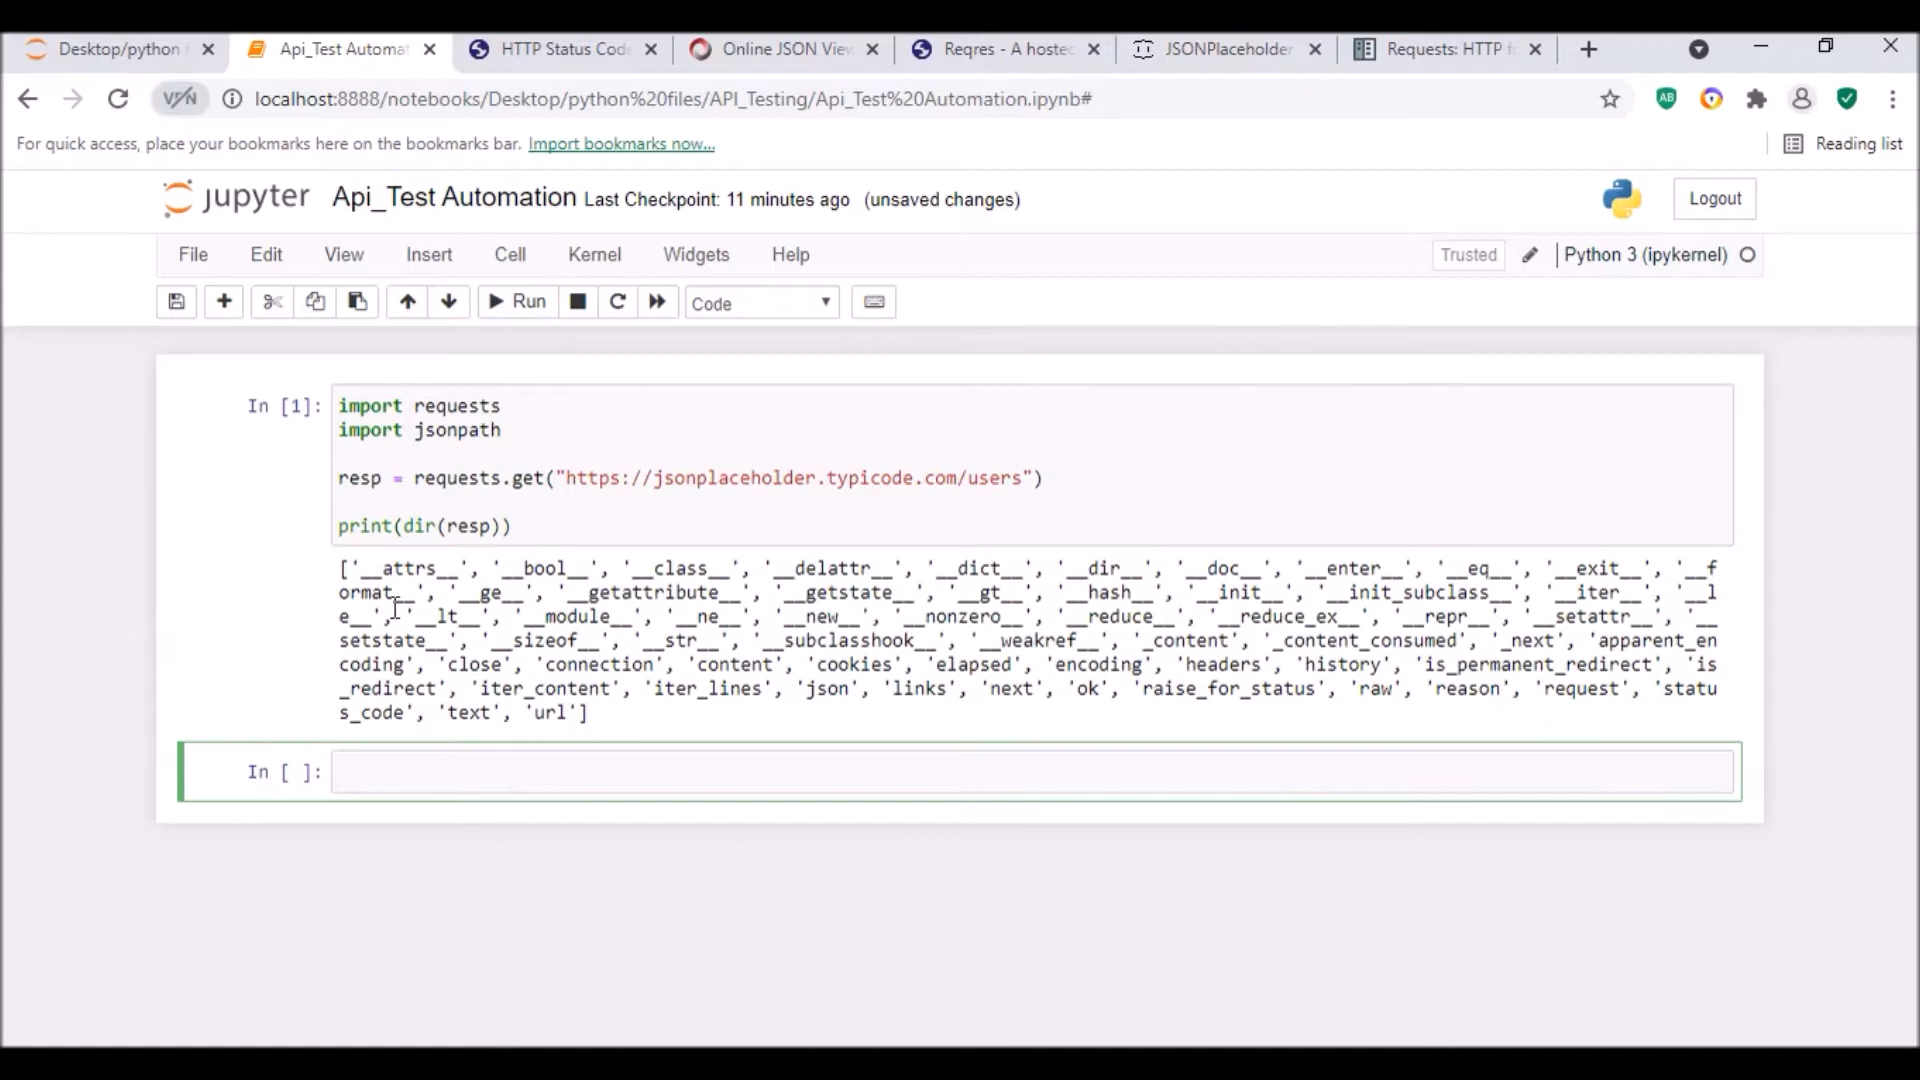 Desktop/python f
Api_Test Automat
HTTP Status Code
Online JSON View
Reqres - A hosted
JSONPlaceholder
Requests: HTTP f
VPN
localhost:8888/notebooks/Desktop/python%20files/API_Testing/Api_Test%20Automation.ipynb#
AB
For quick access, place your bookmarks here on the bookmarks bar. Import bookmarks now...
Reading list
jupyter Api_Test Automation Last Checkpoint: 11 minutes ago (unsaved changes)
Logout
File Edit View Insert Cell Kernel Widgets Help
Trusted Python 3 (ipykernel)
Run Code
In [1]:
import requests
import jsonpath
resp = requests.get("https://jsonplaceholder.typicode.com/users")
print(dir(resp))
['__attrs__', '__bool__', '__class__', '__delattr__', '__dict__', '__dir__', '__doc__', '__enter__', '__eq__', '__exit__', '__f
ormat__', '__ge__', '__getattribute__', '__getstate__', '__gt__', '__hash__', '__init__', '__init_subclass__', '__iter__', '__l
e__', '__lt__', '__module__', '__ne__', '__new__', '__nonzero__', '__reduce__', '__reduce_ex__', '__repr__', '__setattr__', '__
setstate__', '__sizeof__', '__str__', '__subclasshook__', '__weakref__', '_content', '_content_consumed', '_next', 'apparent_en
coding', 'close', 'connection', 'content', 'cookies', 'elapsed', 'encoding', 'headers', 'history', 'is_permanent_redirect', 'is
_redirect', 'iter_content', 'iter_lines', 'json', 'links', 'next', 'ok', 'raise_for_status', 'raw', 'reason', 'request', 'statu
s_code', 'text', 'url']
In [ ]: